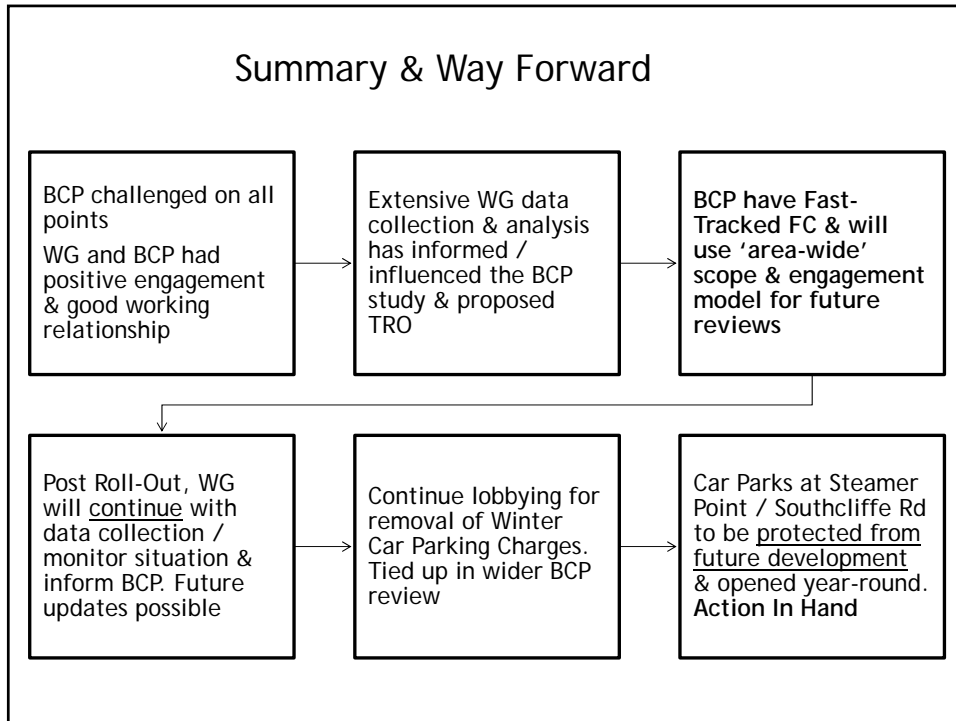 Summary & Way Forward
BCP challenged on all
points
WG and BCP had
positive engagement
& good working
relationship
Extensive WG data
collection & analysis
has informed /
influenced the BCP
study & proposed
TRO
BCP have Fast-
Tracked FC & will
use ‘area-wide’
scope & engagement
model for future
reviews
Post Roll-Out, WG
will continue with
data collection /
monitor situation &
inform BCP. Future
updates possible
Continue lobbying for
removal of Winter
Car Parking Charges.
Tied up in wider BCP
review
Car Parks at Steamer
Point / Southcliffe Rd
to be protected from
future development
& opened year-round.
Action In Hand